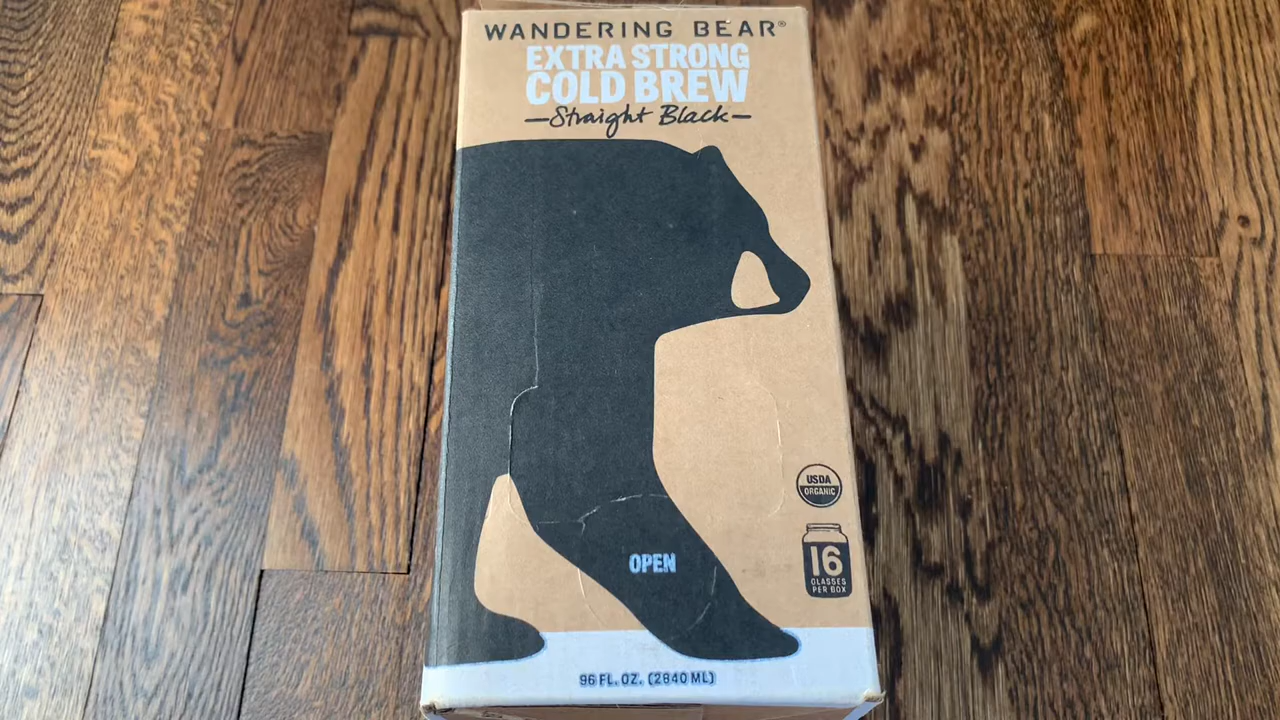 WANDERING BEAR®
EXTRA STRONG
COLD BREW
—Straight Black—
USDA
ORGANIC
16
GLASSES
PER BOX
OPEN
96 FL. OZ. (2840 ML)